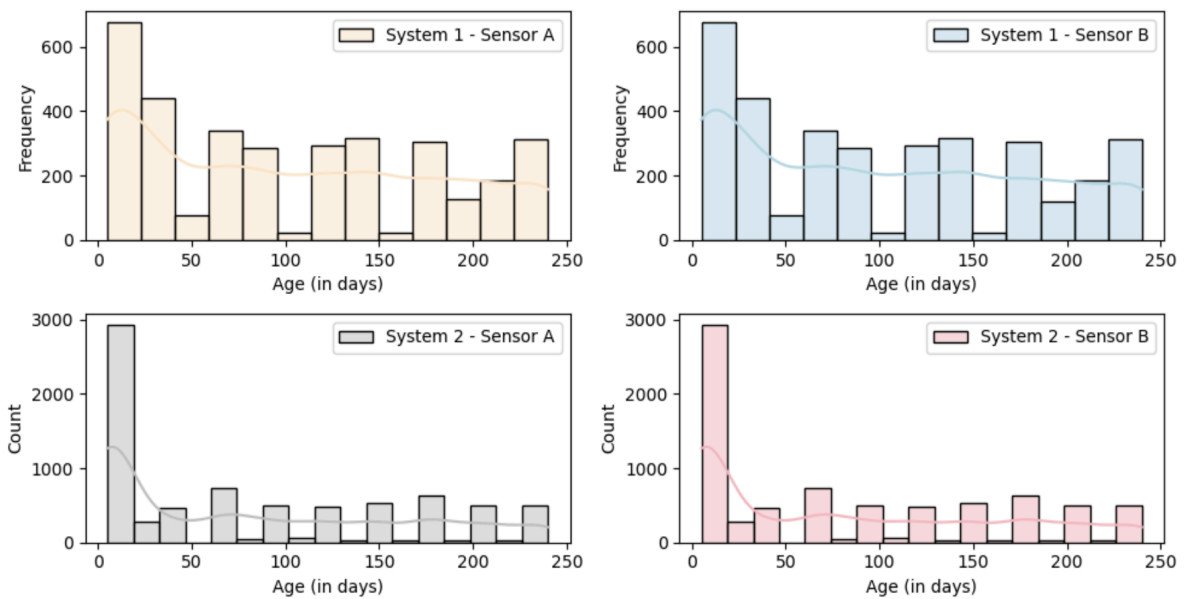 System 1 - Sensor A
Frequency
600
400
200
0
0 50 100 150 200 250
Age (in days)
System 1 - Sensor B
Frequency
600
400
200
0
0 50 100 150 200 250
Age (in days)
System 2 - Sensor A
Count
3000
2000
1000
0
0 50 100 150 200 250
Age (in days)
System 2 - Sensor B
Count
3000
2000
1000
0
0 50 100 150 200 250
Age (in days)